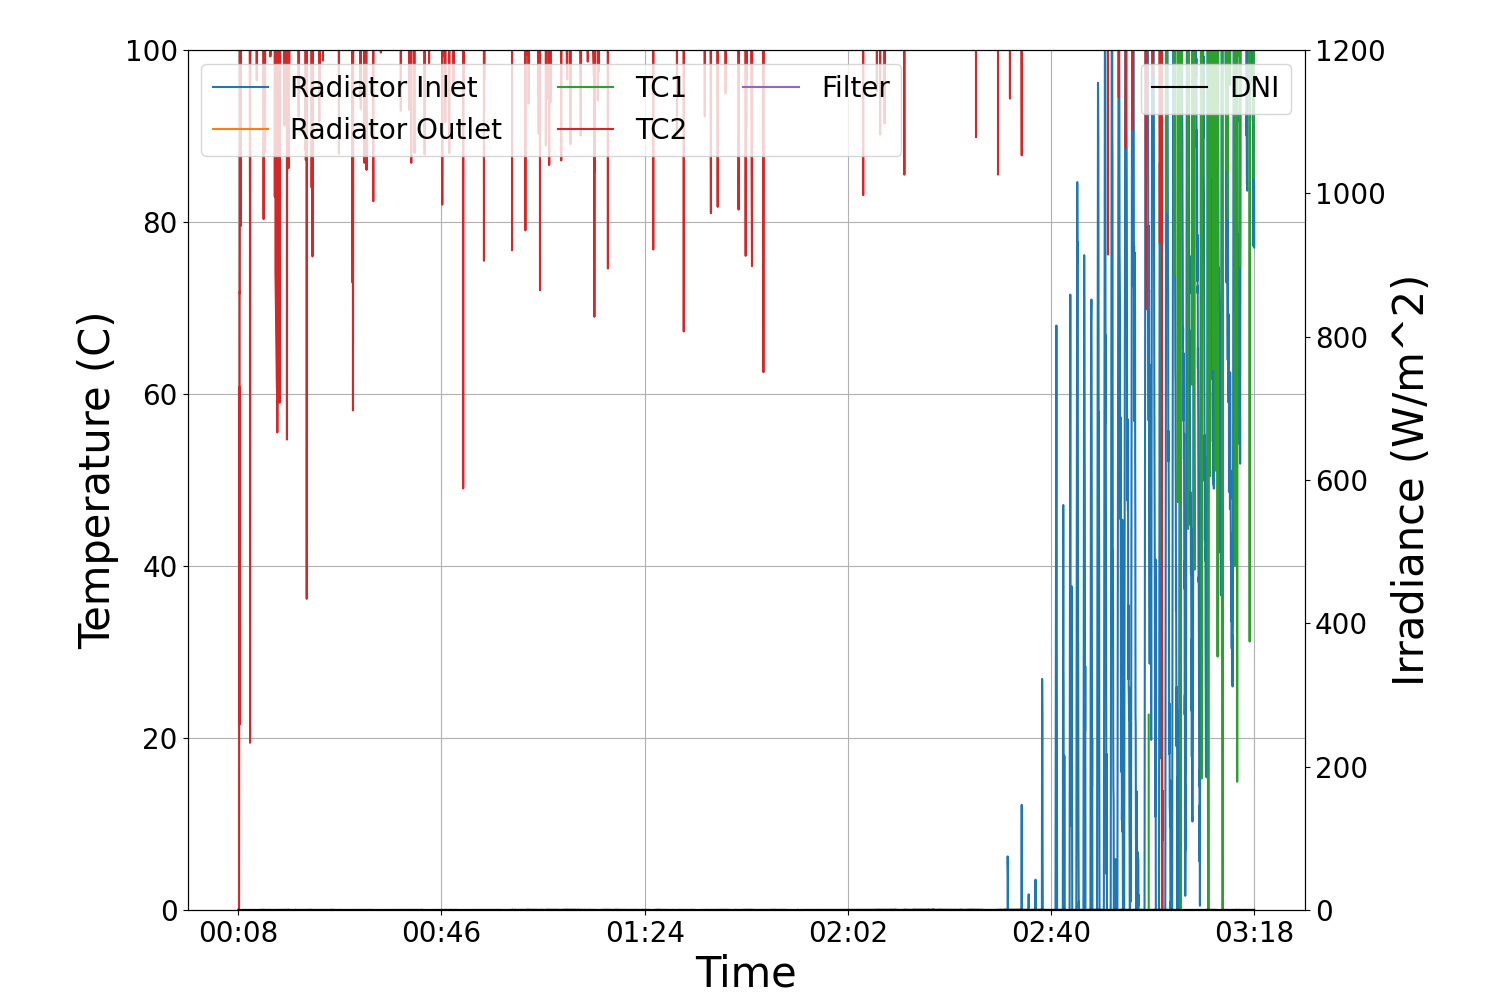 100
80
60
40
20
0
Temperature (C)
Radiator Inlet
Radiator Outlet
TC1
TC2
Filter
DNI
1200
1000
800
600
400
200
0
Irradiance (W/m^2)
00:08
00:46
01:24
02:02
02:40
03:18
Time